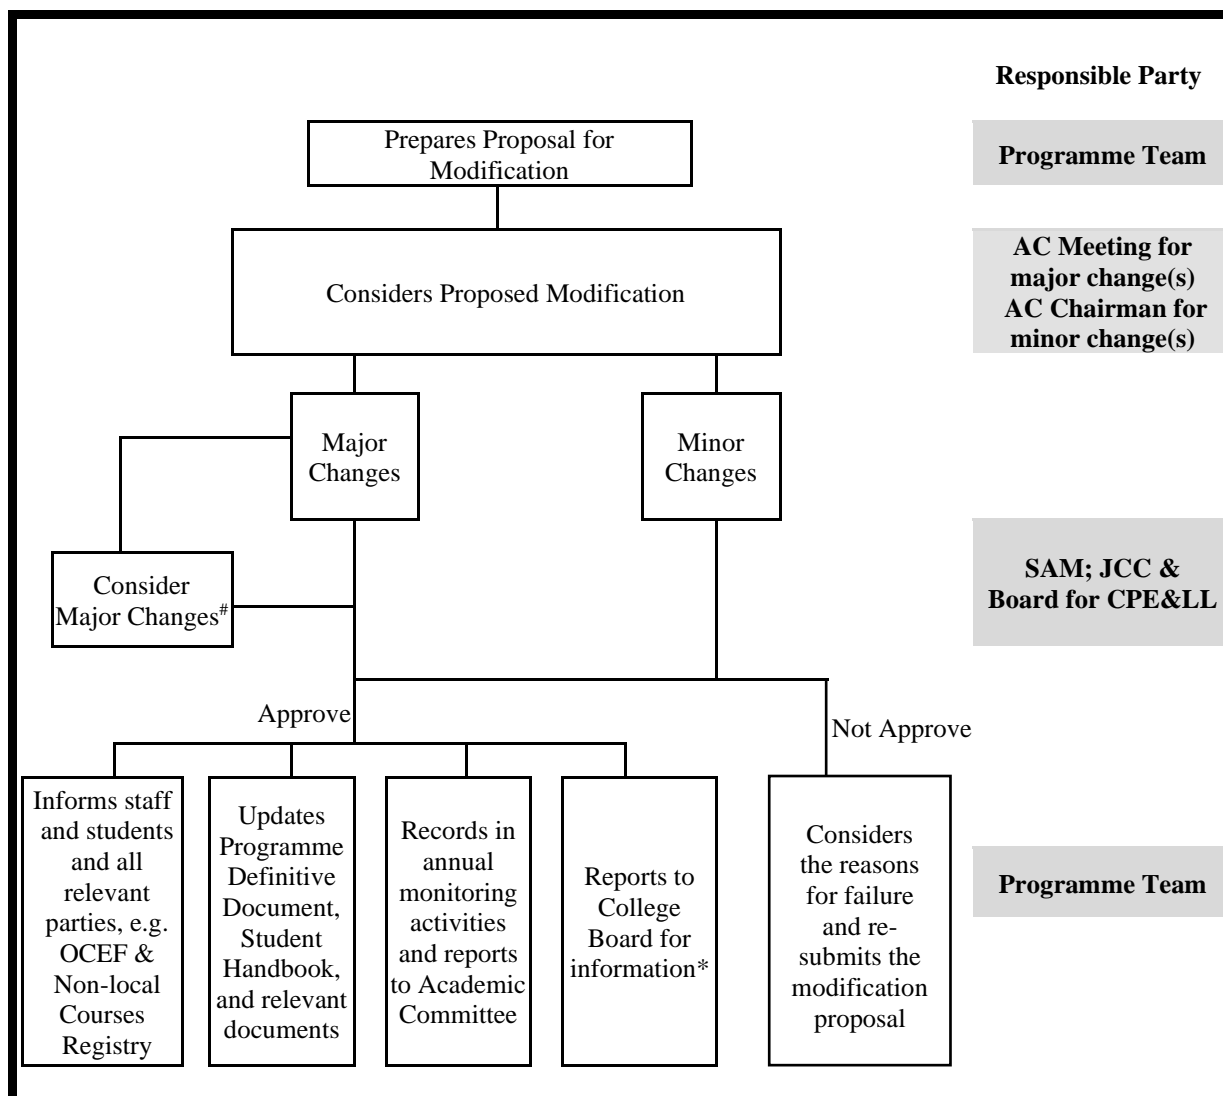 Responsible Party
Prepares Proposal for
Modification
Programme Team
Considers Proposed Modification
AC Meeting for
major change(s)
AC Chairman for
minor change(s)
Major
Changes
Minor
Changes
Consider
Major Changes#
SAM; JCC &
Board for CPE&LL
Approve
Not Approve
Informs staff
and students
and all
relevant
parties, e.g.
OCEF &
Non-local
Courses
Registry
Updates
Programme
Definitive
Document,
Student
Handbook,
and relevant
documents
Records in
annual
monitoring
activities
and reports
to Academic
Committee
Reports to
College
Board for
information*
Considers
the reasons
for failure
and re-
submits the
modification
proposal
Programme Team